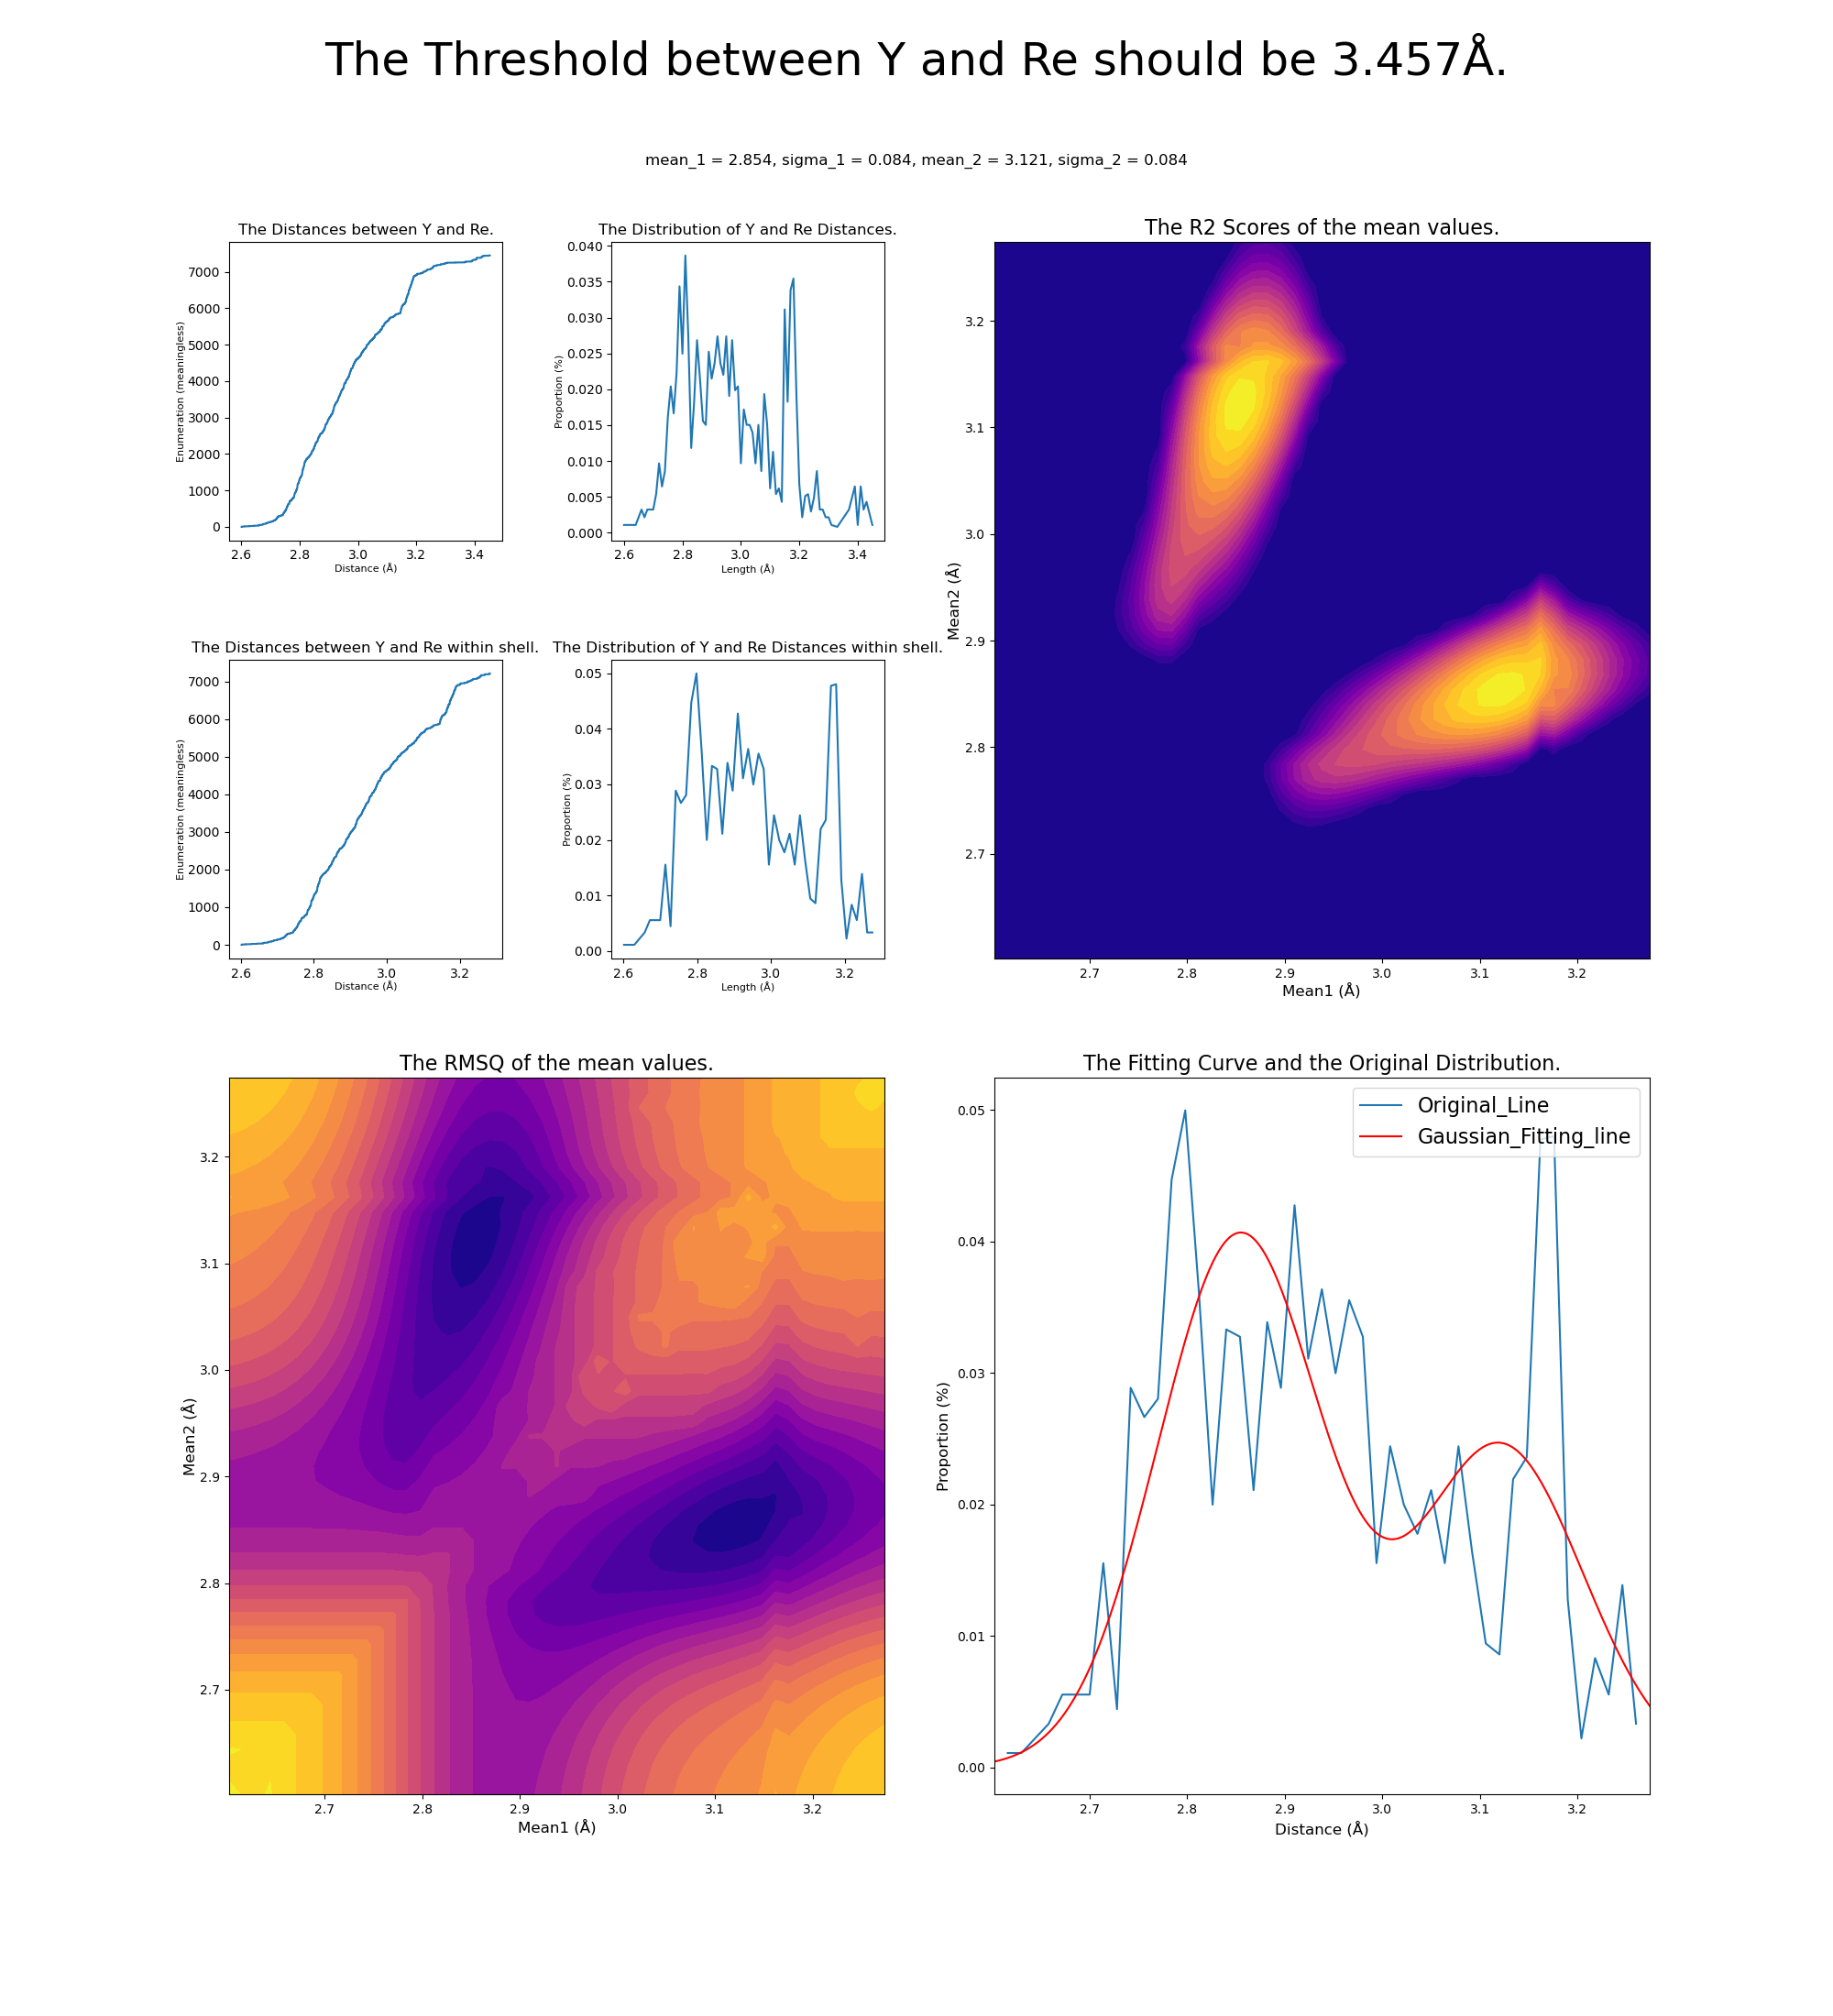 The Threshold between Y and Re should be 3.457Å.
mean_1 = 2.854, sigma_1 = 0.084, mean_2 = 3.121, sigma_2 = 0.084
The Distances between Y and Re.
Enumeration (meaningless)
7000
6000
5000
4000
3000
2000
1000
0
2.6 2.8 3.0 3.2 3.4
Distance (Å)
The Distribution of Y and Re Distances.
Proportion (%)
0.040
0.035
0.030
0.025
0.020
0.015
0.010
0.005
0.000
2.6 2.8 3.0 3.2 3.4
Length (Å)
The R2 Scores of the mean values.
Mean2 (Å)
3.2
3.1
3.0
2.9
2.8
2.7
2.7 2.8 2.9 3.0 3.1 3.2
Mean1 (Å)
The Distances between Y and Re within shell.
Enumeration (meaningless)
7000
6000
5000
4000
3000
2000
1000
0
2.6 2.8 3.0 3.2
Distance (Å)
The Distribution of Y and Re Distances within shell.
Proportion (%)
0.05
0.04
0.03
0.02
0.01
0.00
2.6 2.8 3.0 3.2
Length (Å)
The RMSQ of the mean values.
Mean2 (Å)
3.2
3.1
3.0
2.9
2.8
2.7
2.7 2.8 2.9 3.0 3.1 3.2
Mean1 (Å)
The Fitting Curve and the Original Distribution.
Original_Line
Gaussian_Fitting_line
Proportion (%)
0.05
0.04
0.03
0.02
0.01
0.00
2.7 2.8 2.9 3.0 3.1 3.2
Distance (Å)